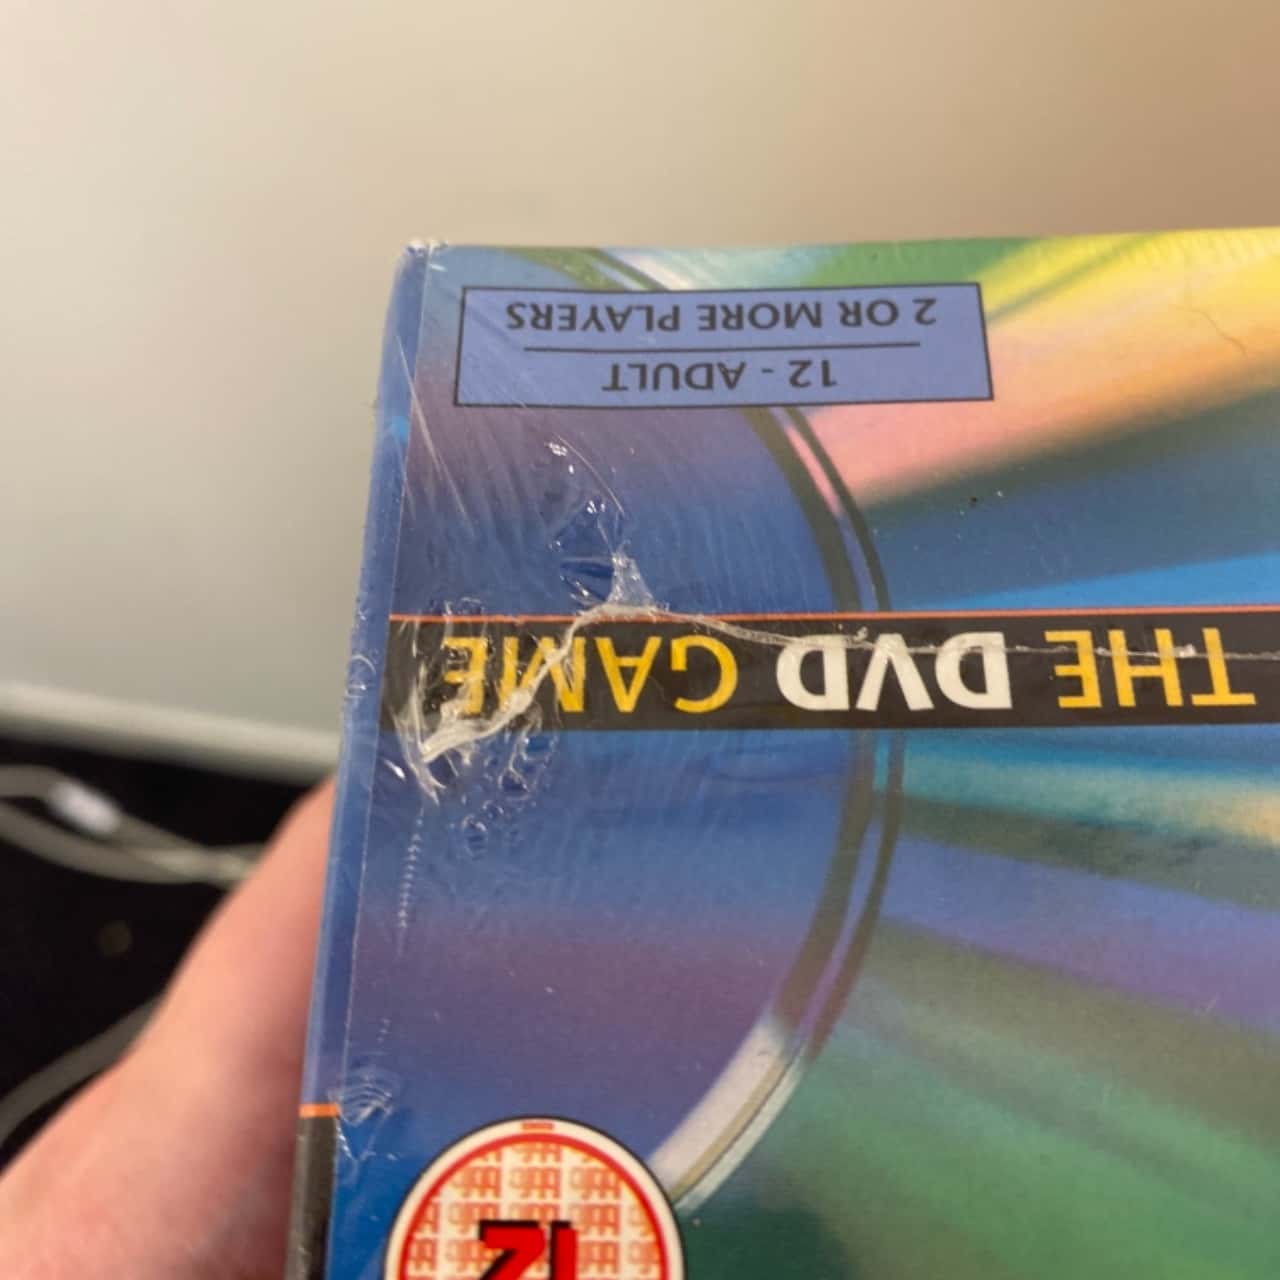 THE DVD GAME
12 - ADULT
2 OR MORE PLAYERS
12